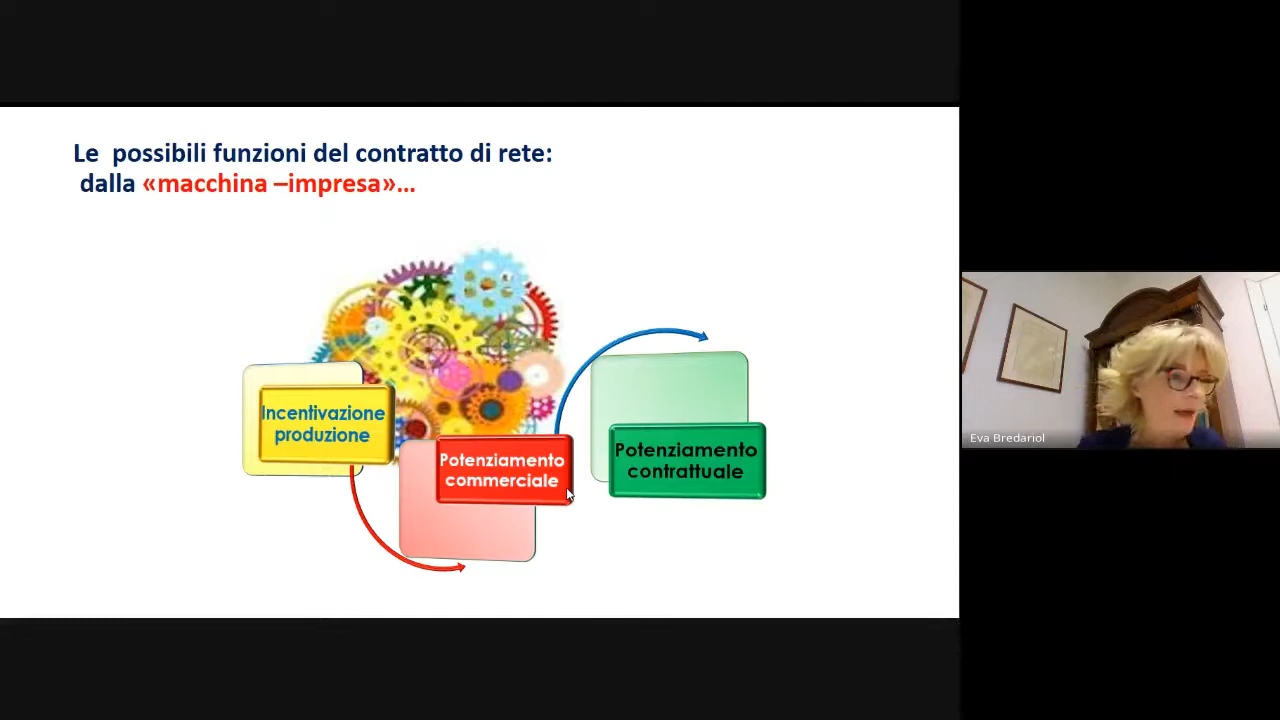 Le  possibili funzioni del contratto di rete:
dalla «macchina –impresa»...
Incentivazione
produzione
Potenziamento
commerciale
Potenziamento
contrattuale
Eva Bredariol